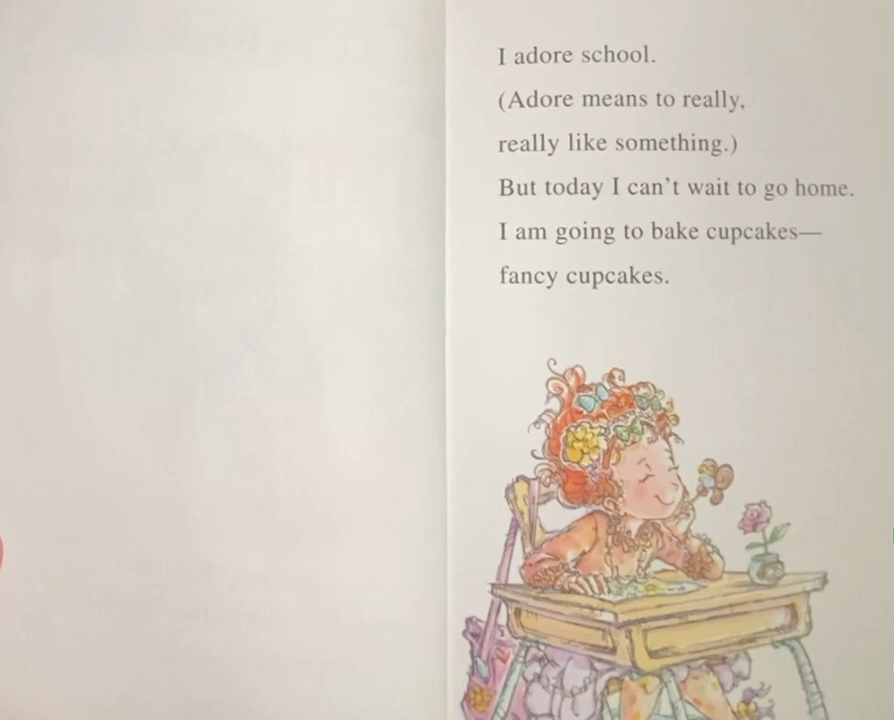 I adore school.
(Adore means to really,
really like something.)
But today I can't wait to go home.
I am going to bake cupcakes—
fancy cupcakes.